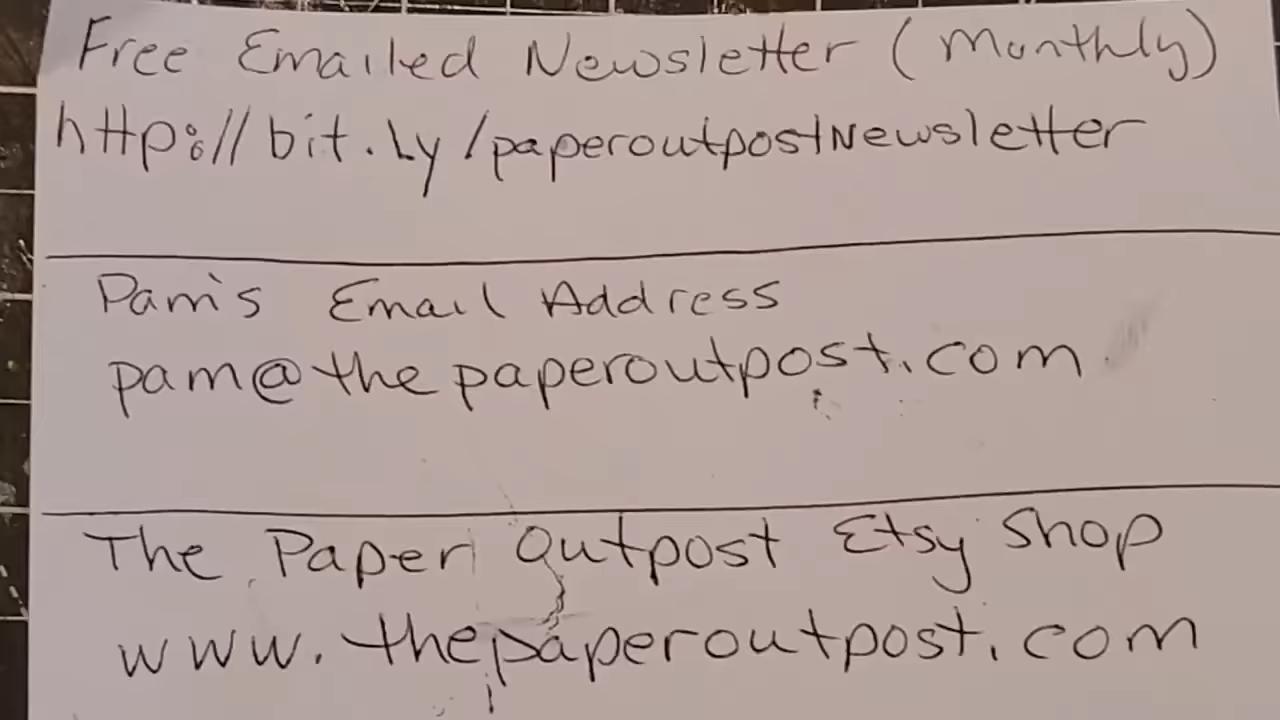 Free Emailed Newsletter (Monthly)
http://bit.ly/paperoutpostNewsletter
Pam's Email Address
pam@thepaperoutpost.com
The Paper Outpost Etsy Shop
www.thepaperoutpost.com